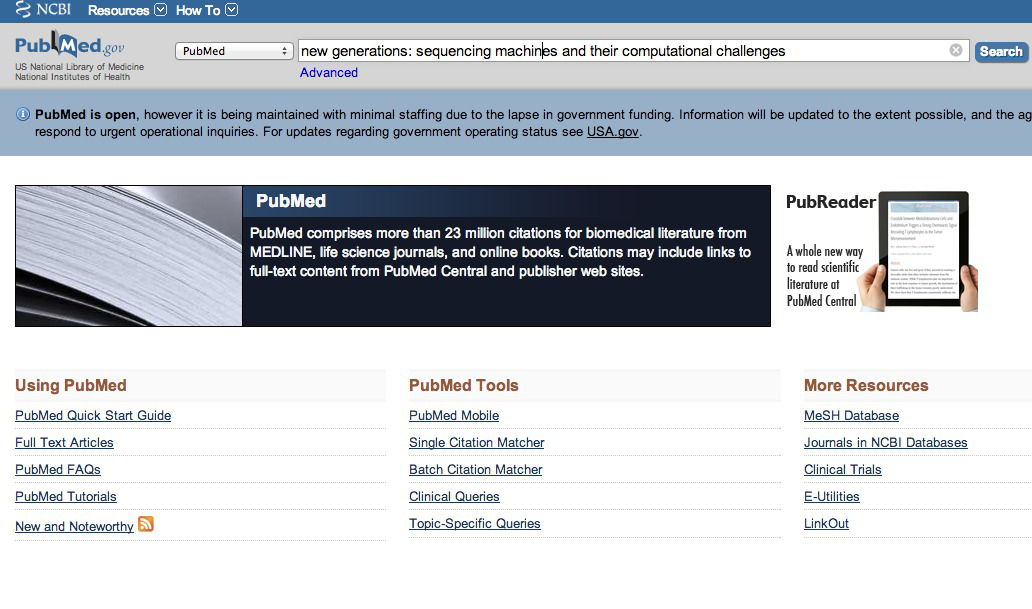 NCBI Resources How To
PubMed.gov
US National Library of Medicine
National Institutes of Health
PubMed
new generations: sequencing machines and their computational challenges
Search
Advanced
PubMed is open, however it is being maintained with minimal staffing due to the lapse in government funding. Information will be updated to the extent possible, and the ag
respond to urgent operational inquiries. For updates regarding government operating status see USA.gov.
PubMed
PubMed comprises more than 23 million citations for biomedical literature from
MEDLINE, life science journals, and online books. Citations may include links to
full-text content from PubMed Central and publisher web sites.
PubReader
A whole new way
to read scientific
literature at
PubMed Central
Using PubMed
PubMed Quick Start Guide
Full Text Articles
PubMed FAQs
PubMed Tutorials
New and Noteworthy
PubMed Tools
PubMed Mobile
Single Citation Matcher
Batch Citation Matcher
Clinical Queries
Topic-Specific Queries
More Resources
MeSH Database
Journals in NCBI Databases
Clinical Trials
E-Utilities
LinkOut